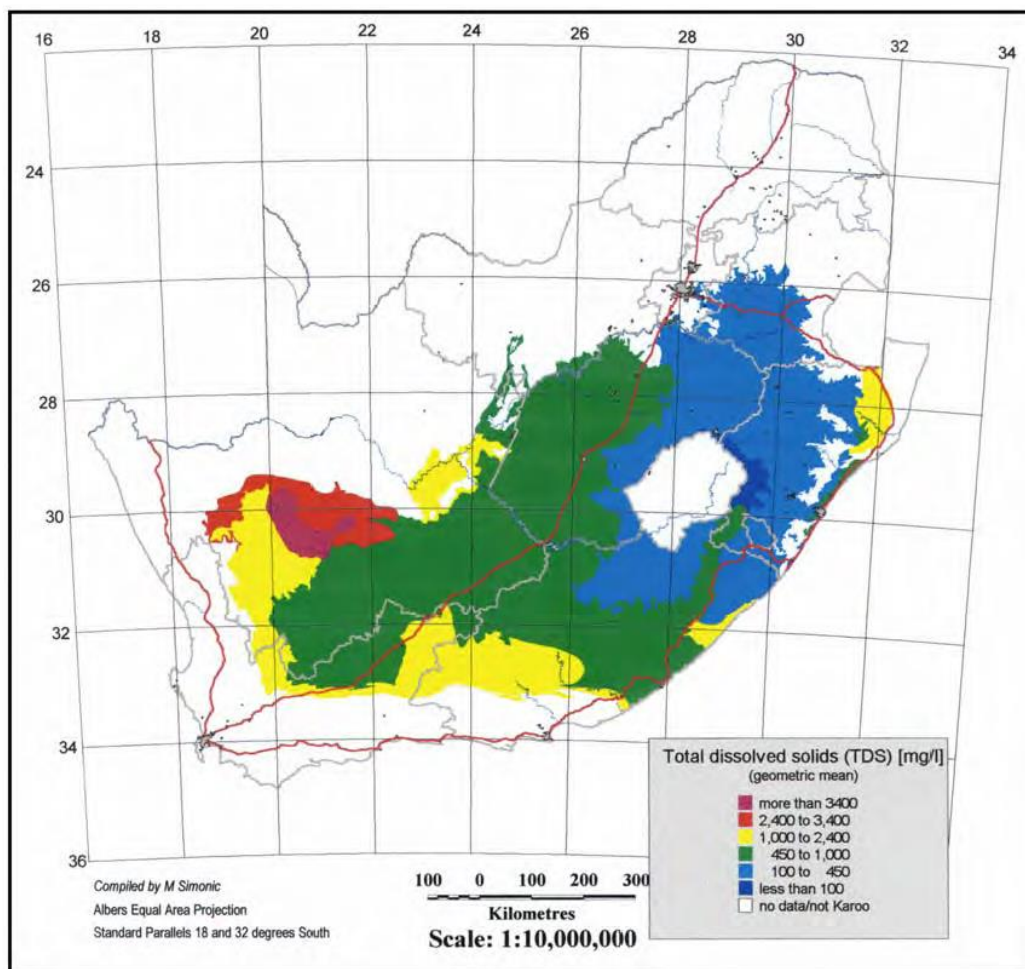 16 18 20 22 24 26 28 30 32 34
24
26
28
30
32
34
36
Total dissolved solids (TDS) [mg/l]
(geometric mean)
more than 3400
2,400 to 3,400
1,000 to 2,400
450 to 1,000
100 to 450
less than 100
no data/not Karoo
Compiled by M Simonic
Albers Equal Area Projection
Standard Parallels 18 and 32 degrees South
100 0 100 200 300
Kilometres
Scale: 1:10,000,000